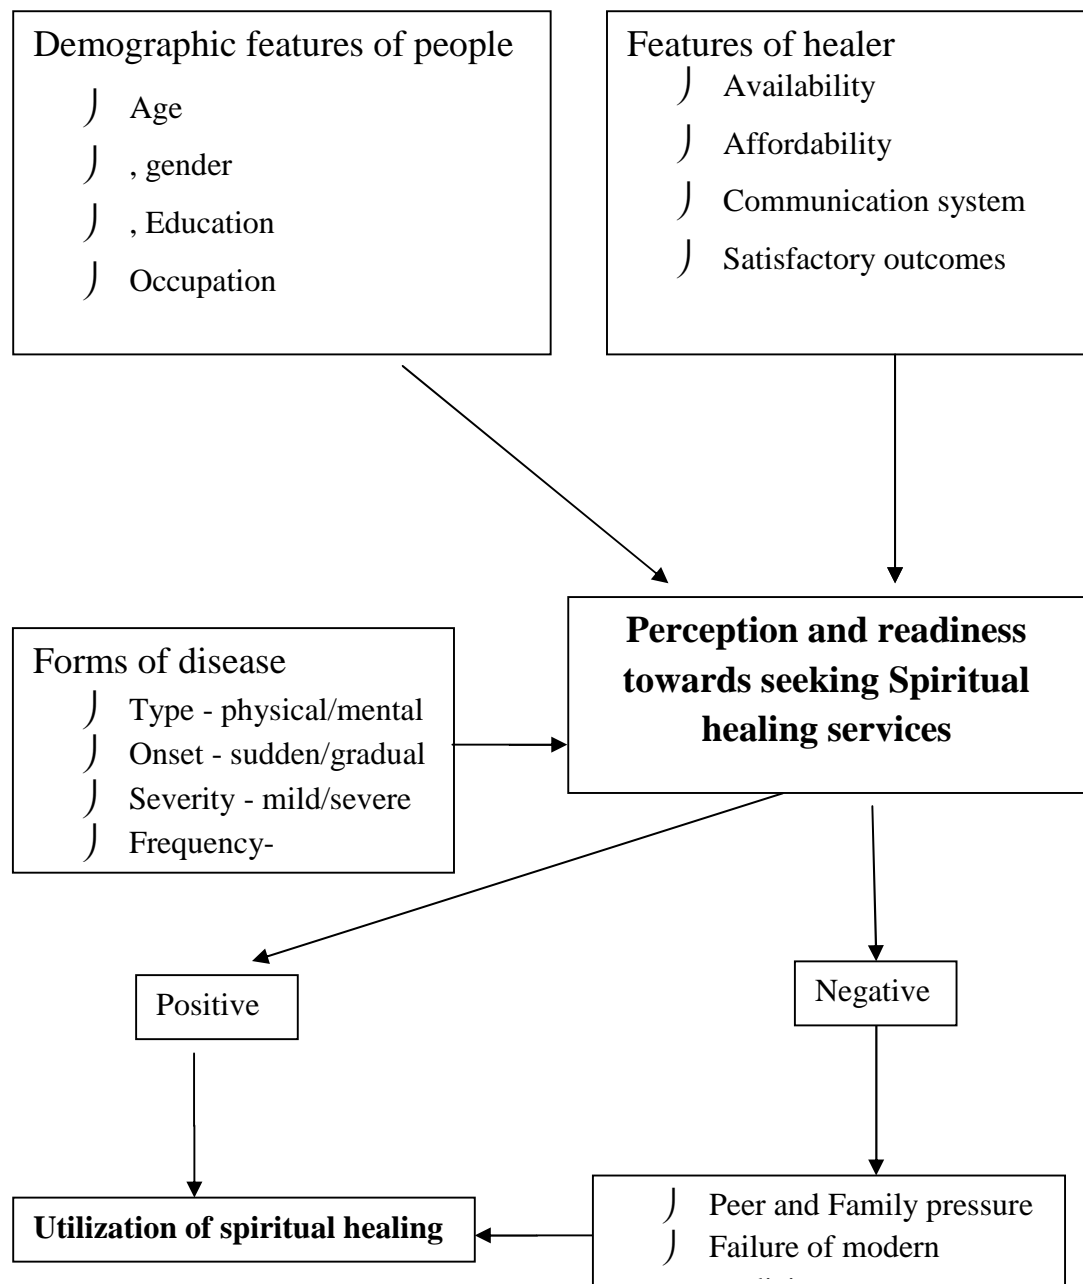 Demographic features of people
Age
, gender
, Education
Occupation
Features of healer
Availability
Affordability
Communication system
Satisfactory outcomes
Perception and readiness
towards seeking Spiritual
healing services
Forms of disease
Type - physical/mental
Onset - sudden/gradual
Severity - mild/severe
Frequency-
Positive
Negative
Utilization of spiritual healing
Peer and Family pressure
Failure of modern